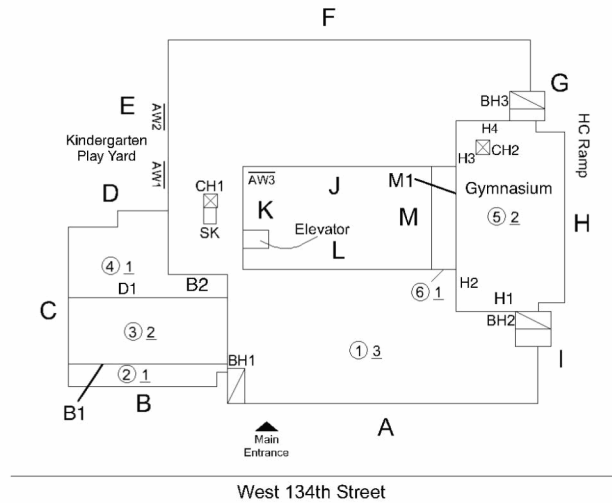 F
G
BH3
E
AW2
HC Ramp
H4
CH2
Kindergarten
Play Yard
AW1
H3
AW3
J
M1
Gymnasium
D
CH1
K
M
5 2
H
SK
Elevator
L
4 1
D1
B2
6 1
H2
H1
C
3 2
BH2
1 3
BH1
I
2 1
B1
B
A
Main
Entrance
West 134th Street